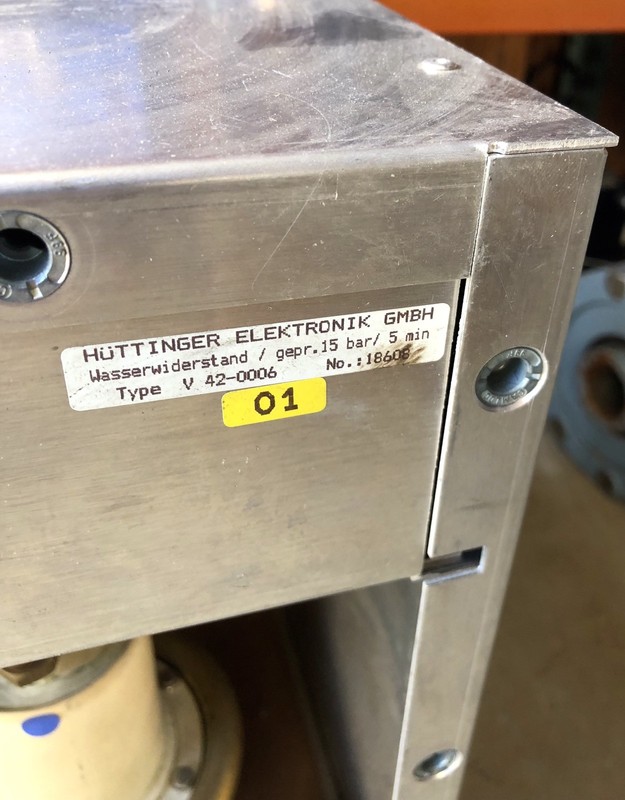 HÜTTINGER ELEKTRONIK GMBH
Wasserwiderstand / gepr.15 bar/ 5 min
Type V 42-0006 No.:18608
01